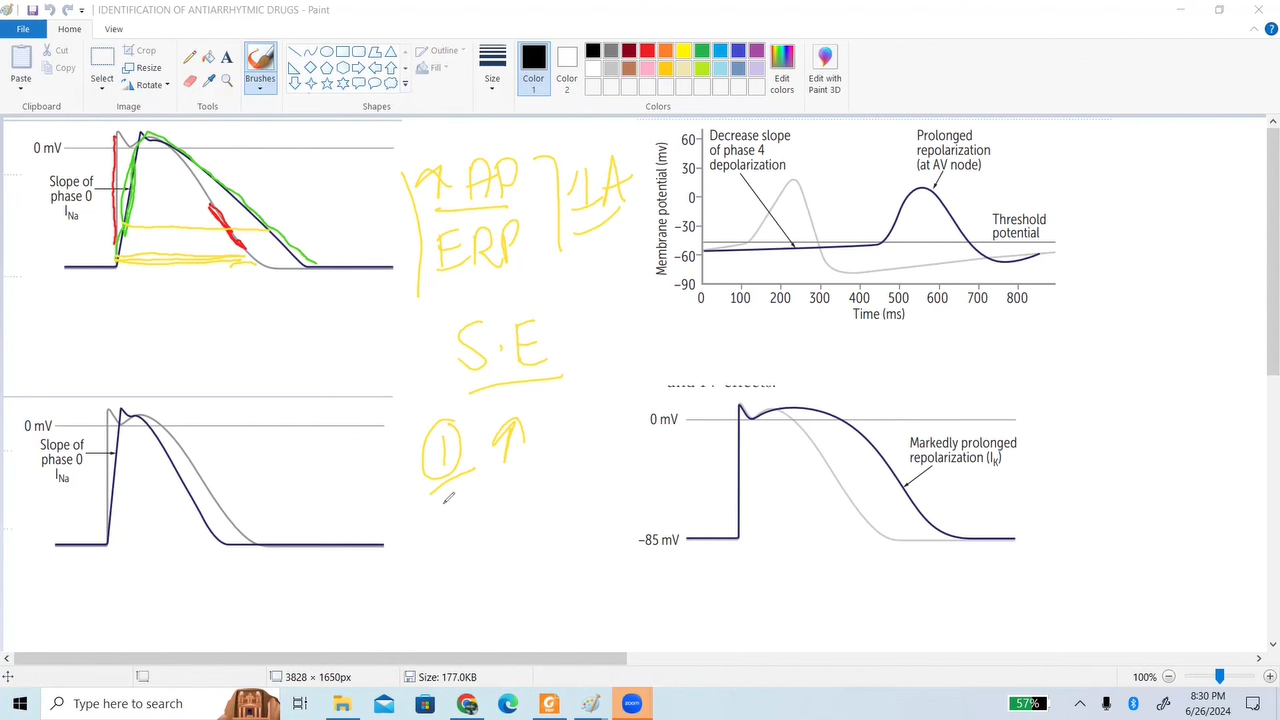 IDENTIFICATION OF ANTIARRHYTMIC DRUGS - Paint
File
Home
View
Paste
Cut
Copy
Clipboard
Select
Crop
Resize
Rotate
Image
Tools
Brushes
Shapes
Outline
Fill
Size
Color 1
Color 2
Edit colors
Edit with Paint 3D
Colors
0 mV
Slope of
phase 0
INa
AP
ERP
1A
S.E
1
0 mV
Slope of
phase 0
INa
Membrane potential (mv)
60
30
0
−30
−60
−90
Decrease slope
of phase 4
depolarization
Prolonged
repolarization
(at AV node)
Threshold
potential
0 100 200 300 400 500 600 700 800
Time (ms)
0 mV
Markedly prolonged
repolarization (IK)
−85 mV
3828 × 1650px
Size: 177.0KB
100%
Type here to search
zoom
57%
8:30 PM
6/26/2024